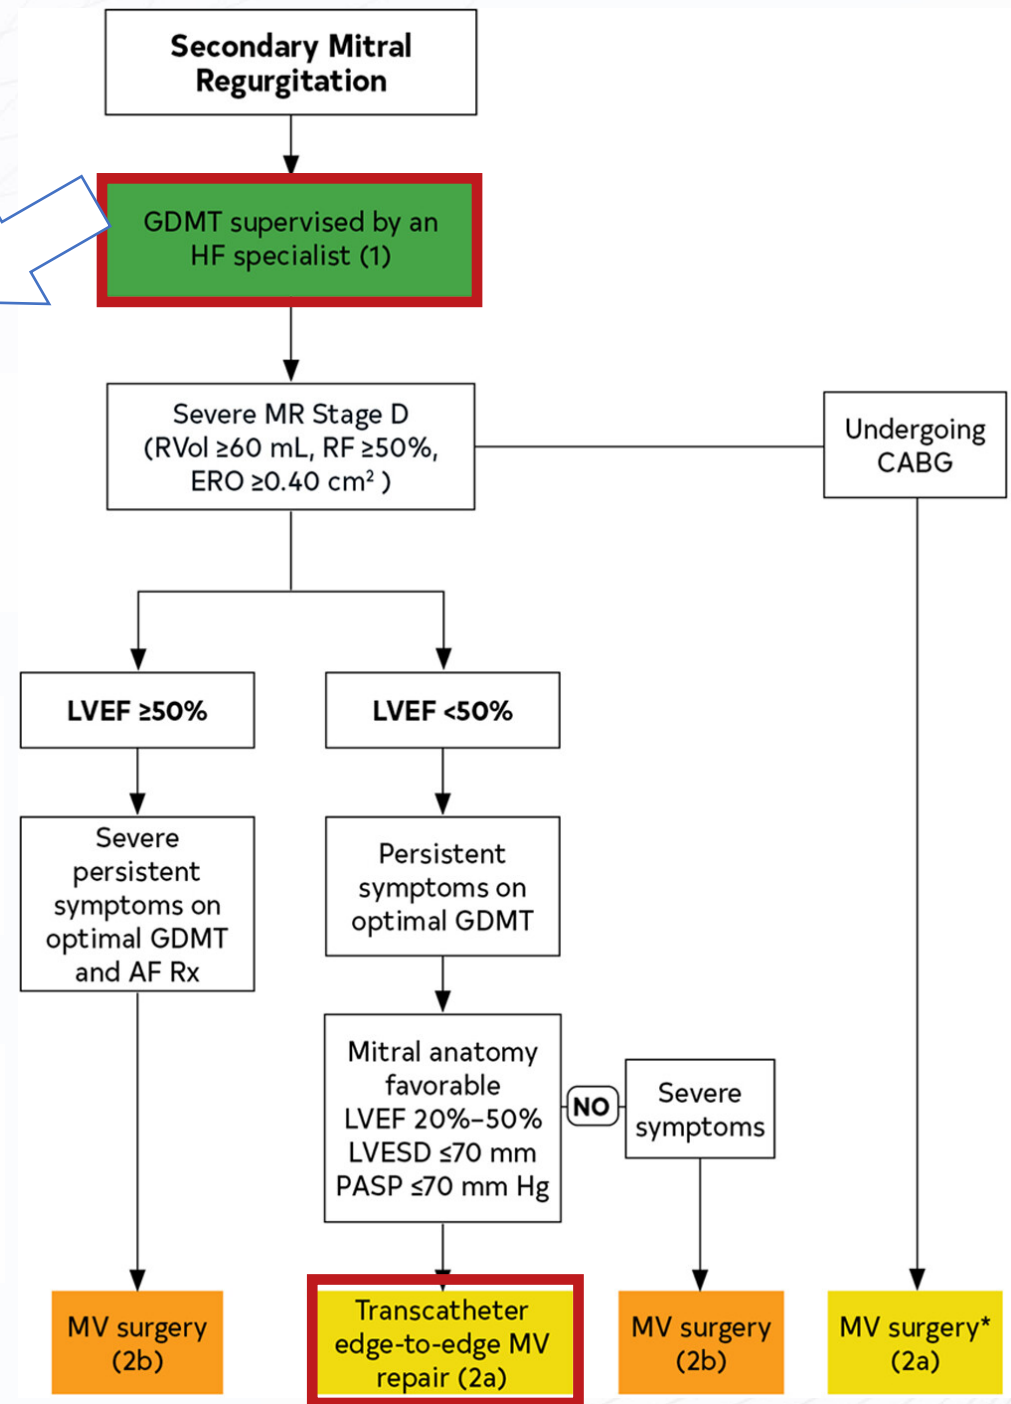 Secondary Mitral
Regurgitation
GDMT supervised by an
HF specialist (1)
Severe MR Stage D
(RVol ≥60 mL, RF ≥50%,
ERO ≥0.40 cm² )
Undergoing
CABG
LVEF ≥50%
LVEF <50%
Severe
persistent
symptoms on
optimal GDMT
and AF Rx
Persistent
symptoms on
optimal GDMT
Mitral anatomy
favorable
LVEF 20%–50%
LVESD ≤70 mm
PASP ≤70 mm Hg
NO
Severe
symptoms
MV surgery
(2b)
Transcatheter
edge-to-edge MV
repair (2a)
MV surgery
(2b)
MV surgery*
(2a)